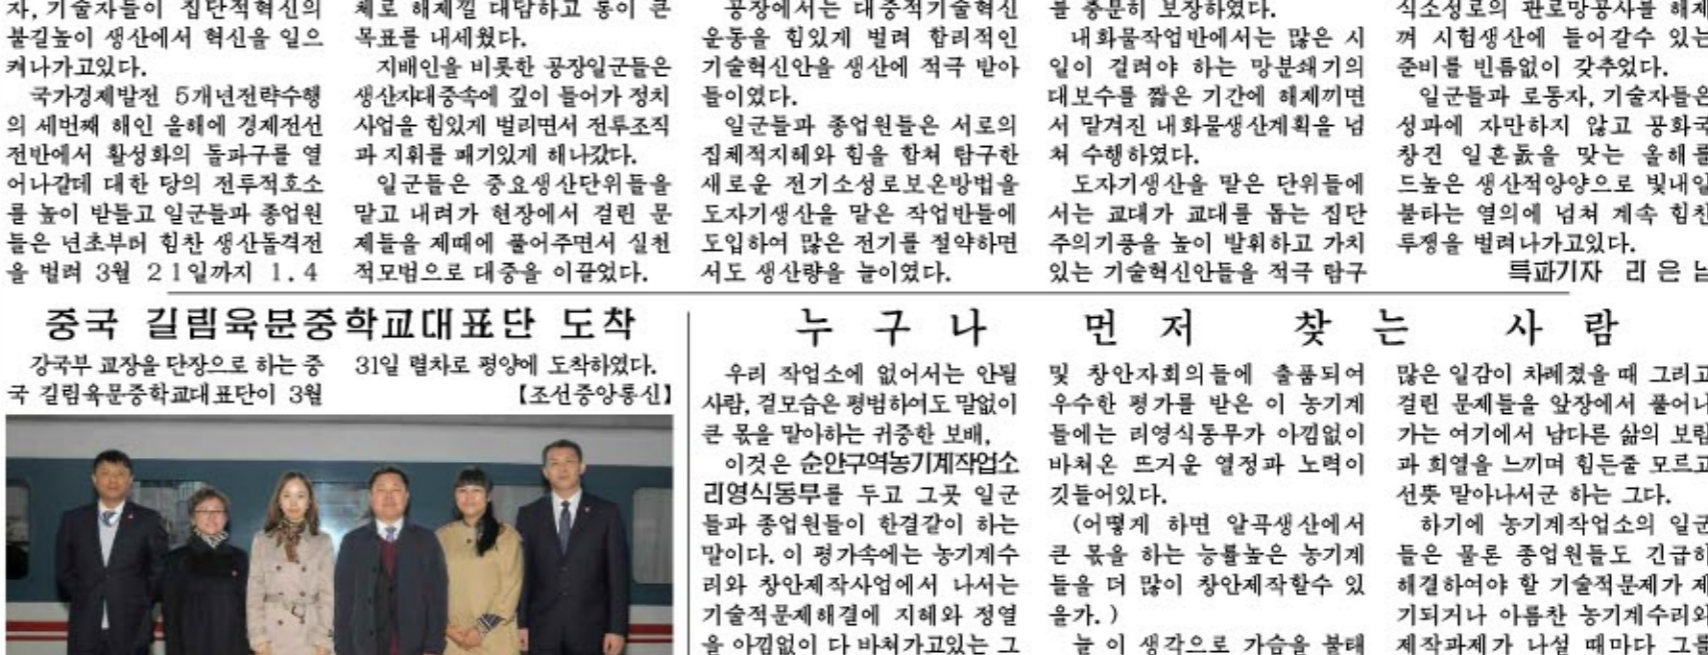 자, 기술자들이 집단적혁신의
불길높이 생산에서 혁신을 일으
켜나가고있다.
국가경제발전 5개년전략수행
의 세번째 해인 올해에 경제전선
전반에서 활성화의 돌파구를 열
어나갈데 대한 당의 전투적호소
를 높이 받들고 일군들과 종업원
들은 년초부터 힘찬 생산돌격전
을 벌려 3월 21일까지 1.4
체로 해제낄 대담하고 통이 큰
목표를 내세웠다.
지배인을 비롯한 공장일군들은
생산자대중속에 깊이 들어가 정치
사업을 힘있게 벌리면서 전투조직
과 지휘를 패기있게 해나갔다.
일군들은 중요생산단위들을
맡고 내려가 현장에서 걸린 문
제들을 제때에 풀어주면서 실천
적모범으로 대중을 이끌었다.
공장에서는 대중적기술혁신
운동을 힘있게 벌려 합리적인
기술혁신안을 생산에 적극 받아
들이였다.
일군들과 종업원들은 서로의
집체적지혜와 힘을 합쳐 탐구한
새로운 전기소성로보온방법을
도자기생산을 맡은 작업반들에
도입하여 많은 전기를 절약하면
서도 생산량을 늘이였다.
를 충분히 보장하였다.
내화물작업반에서는 많은 시
일이 걸려야 하는 망분쇄기의
대보수를 짧은 기간에 해제끼면
서 맡겨진 내화물생산계획을 넘
쳐 수행하였다.
도자기생산을 맡은 단위들에
서는 교대가 교대를 돕는 집단
주의기풍을 높이 발휘하고 가치
있는 기술혁신안들을 적극 탐구
식소성로의 관로망공사를 해제
껴 시험생산에 들어갈수 있는
준비를 빈틈없이 갖추었다.
일군들과 로동자, 기술자들은
성과에 자만하지 않고 공화국
창건 일흔돐을 맞는 올해를
드높은 생산적앙양으로 빛내일
불타는 열의에 넘쳐 계속 힘찬
투쟁을 벌려나가고있다.
특파기자 리 은
중국 길림육문중학교대표단 도착
강국부 교장을 단장으로 하는 중
국 길림육문중학교대표단이 3월
31일 렬차로 평양에 도착하였다.
【조선중앙통신】
누구나 먼저 찾는 사람
우리 작업소에 없어서는 안될
사람, 겉모습은 평범하여도 말없이
큰 몫을 맡아하는 귀중한 보배,
이것은 순안구역농기계작업소
리영식동무를 두고 그곳 일군
들과 종업원들이 한결같이 하는
말이다. 이 평가속에는 농기계수
리와 창안제작사업에서 나서는
기술적문제해결에 지혜와 정열
을 아낌없이 다 바쳐가고있는 그
및 창안자회의들에 출품되여
우수한 평가를 받은 이 농기계
들에는 리영식동무가 아낌없이
바쳐온 뜨거운 열정과 노력이
깃들어있다.
(어떻게 하면 알곡생산에서
큰 몫을 하는 능률높은 농기계
들을 더 많이 창안제작할수 있
을가.)
늘 이 생각으로 가슴을 불태
많은 일감이 차례졌을 때 그리고
걸린 문제들을 앞장에서 풀어나
가는 여기에서 남다른 삶의 보람
과 희열을 느끼며 힘든줄 모르고
선뜻 맡아나서군 하는 그다.
하기에 농기계작업소의 일군
들은 물론 종업원들도 긴급히
해결하여야 할 기술적문제가 제
기되거나 아름찬 농기계수리와
제작과제가 나설 때마다 그를